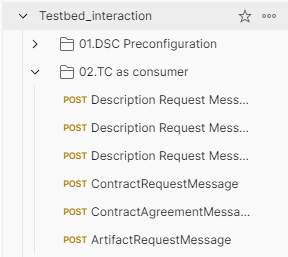 Testbed_interaction
01.DSC Preconfiguration
02.TC as consumer
POST Description Request Mess...
POST Description Request Mess...
POST Description Request Mess...
POST ContractRequestMessage
POST ContractAgreementMessa...
POST ArtifactRequestMessage